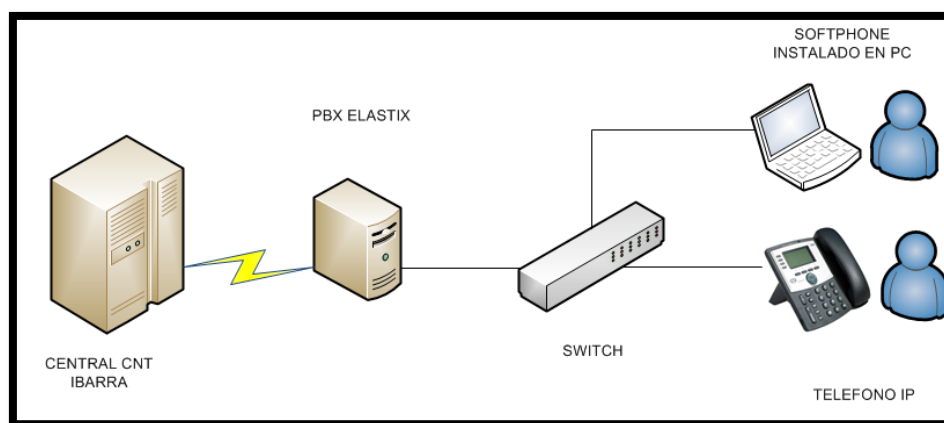 SOFTPHONE
INSTALADO EN PC
PBX ELASTIX
CENTRAL CNT
IBARRA
SWITCH
TELEFONO IP